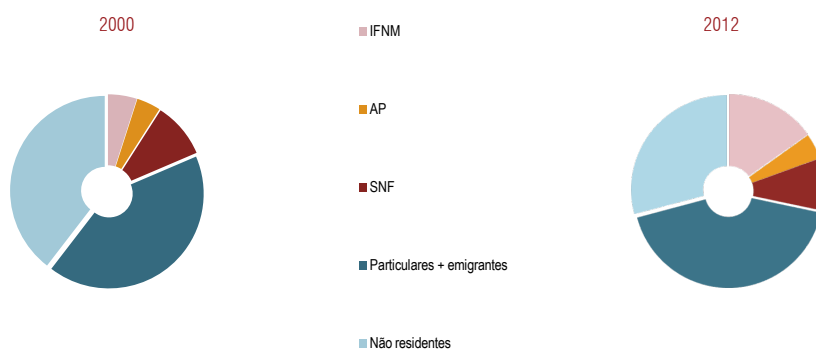 2000
IFNM
AP
SNF
Particulares + emigrantes
Não residentes
2012